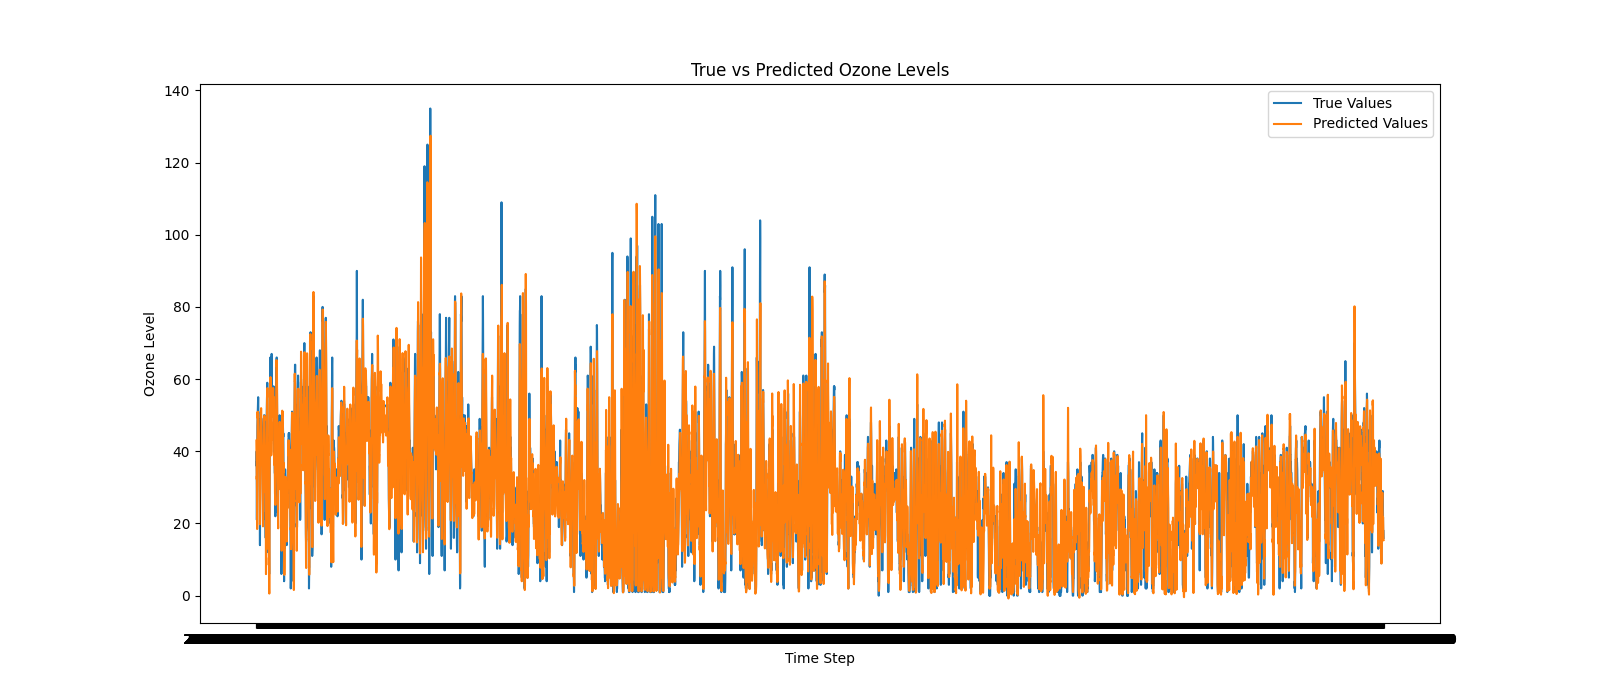 True vs Predicted Ozone Levels
True Values
Predicted Values
140
120
100
80
60
40
20
0
Ozone Level
Time Step